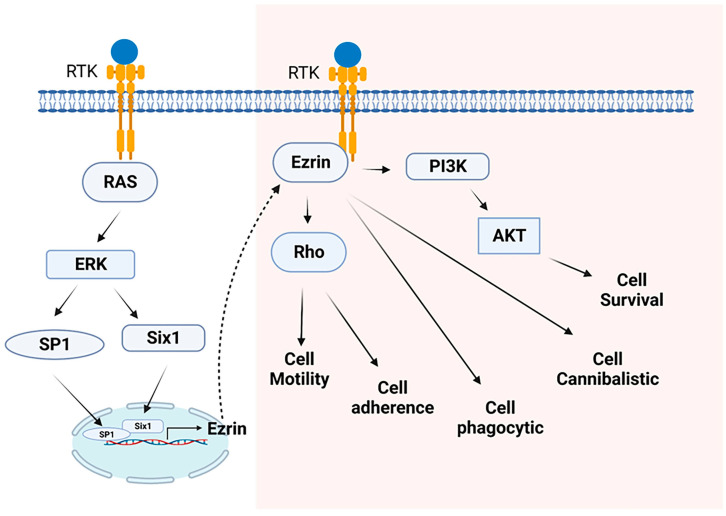 RTK
RTK
RAS
Ezrin
PI3K
ERK
Rho
AKT
SP1
Six1
Cell
Survival
Cell
Motility
Cell
adherence
Cell
phagocytic
Cell
Cannibalistic
SP1
Six1
Ezrin